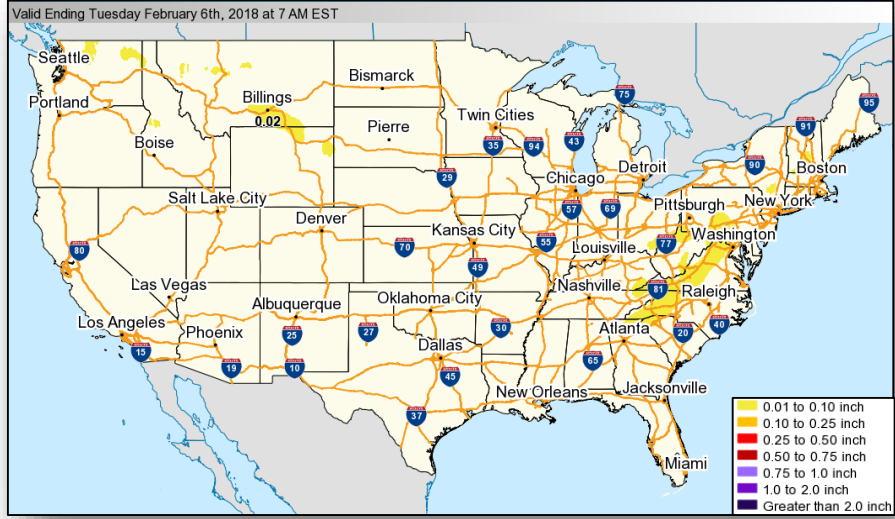 Valid Ending Tuesday February 6th, 2018 at 7 AM EST
Seattle
Bismarck
75
Billings
Portland
95
0.02
Twin Cities
91
Pierre
Boise
35
94
43
90
Boston
Detroit
29
Chicago
Salt Lake City
57
69
Pittsburgh
New York
Denver
Kansas City
Washington
80
70
55
77
Louisville
49
Las Vegas
Nashville
81
Raleigh
Albuquerque
Oklahoma City
Los Angeles
Phoenix
25
27
30
Atlanta
20
40
Dallas
15
19
10
65
45
New Orleans
Jacksonville
37
Miami
0.01 to 0.10 inch
0.10 to 0.25 inch
0.25 to 0.50 inch
0.50 to 0.75 inch
0.75 to 1.0 inch
1.0 to 2.0 inch
Greater than 2.0 inch